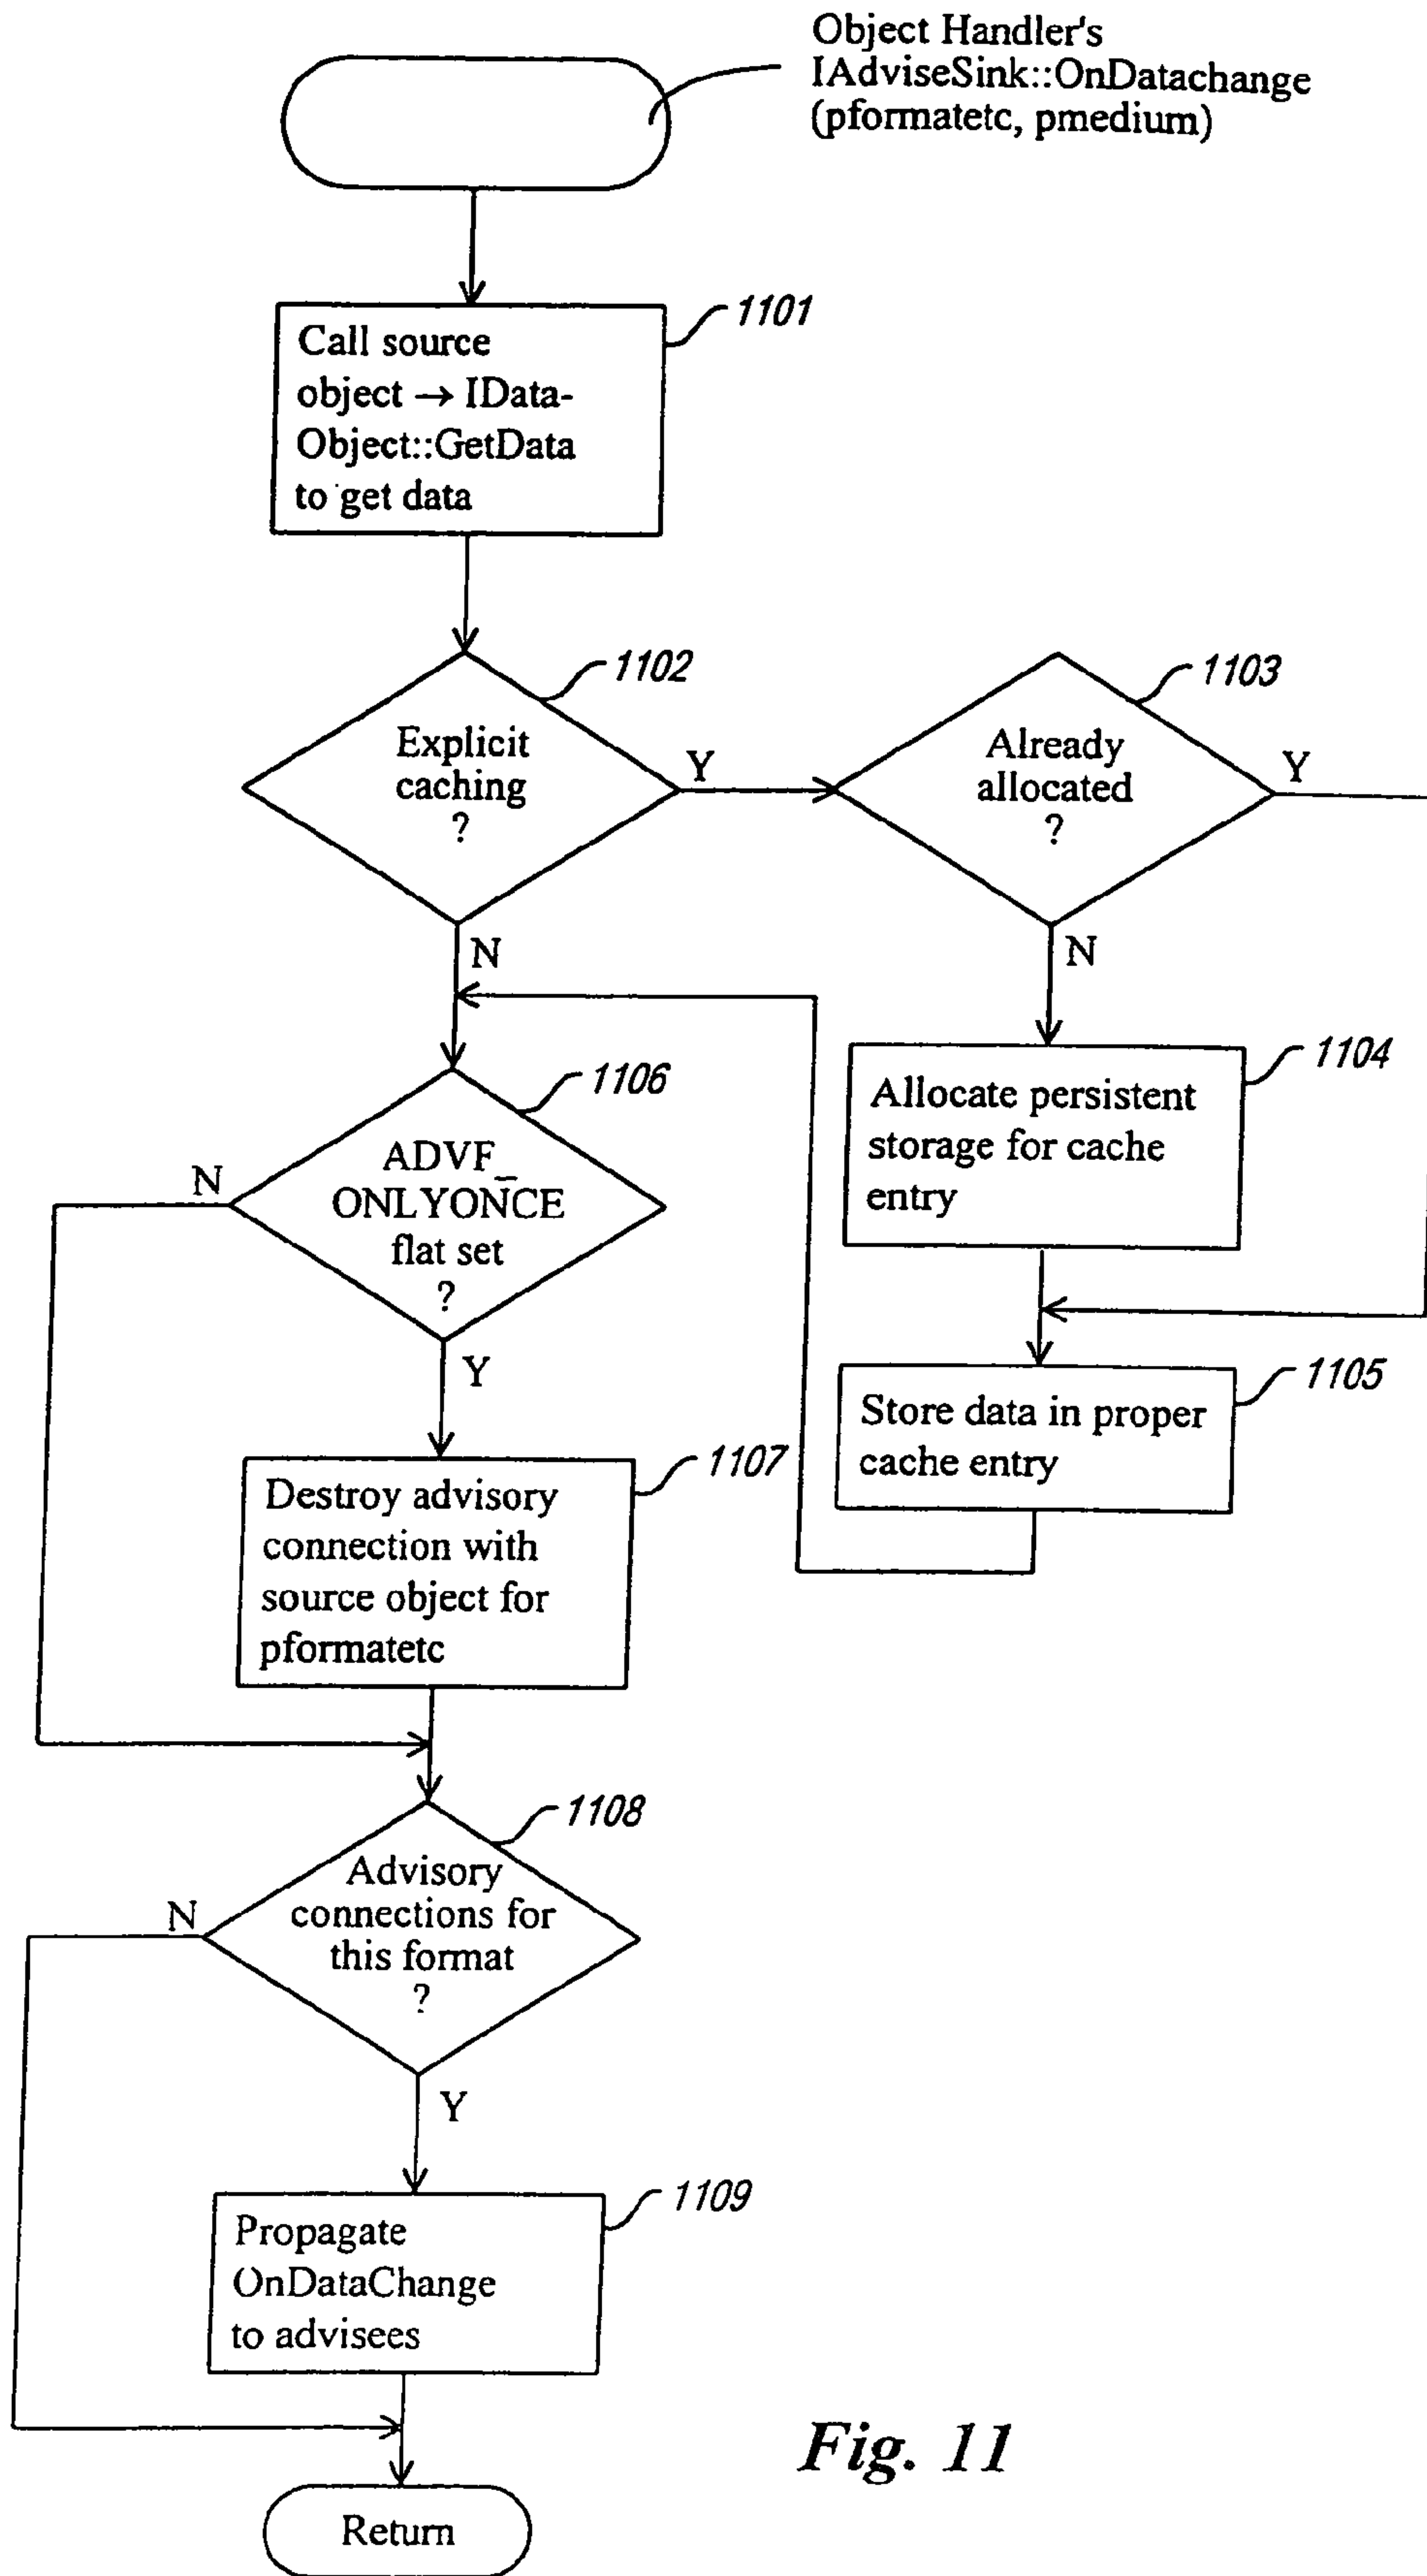 Object Handler's
IAdviseSink::OnDatachange
(pformatetc, pmedium)
1101
Call source
object → IData-
Object::GetData
to get data
1102
Explicit
caching
?
Y
N
1103
Already
allocated
?
Y
N
1104
Allocate persistent
storage for cache
entry
1105
Store data in proper
cache entry
1106
ADVF_
ONLYONCE
flat set
?
N
Y
1107
Destroy advisory
connection with
source object for
pformatetc
1108
Advisory
connections for
this format
?
N
Y
1109
Propagate
OnDataChange
to advisees
Return
Fig. 11